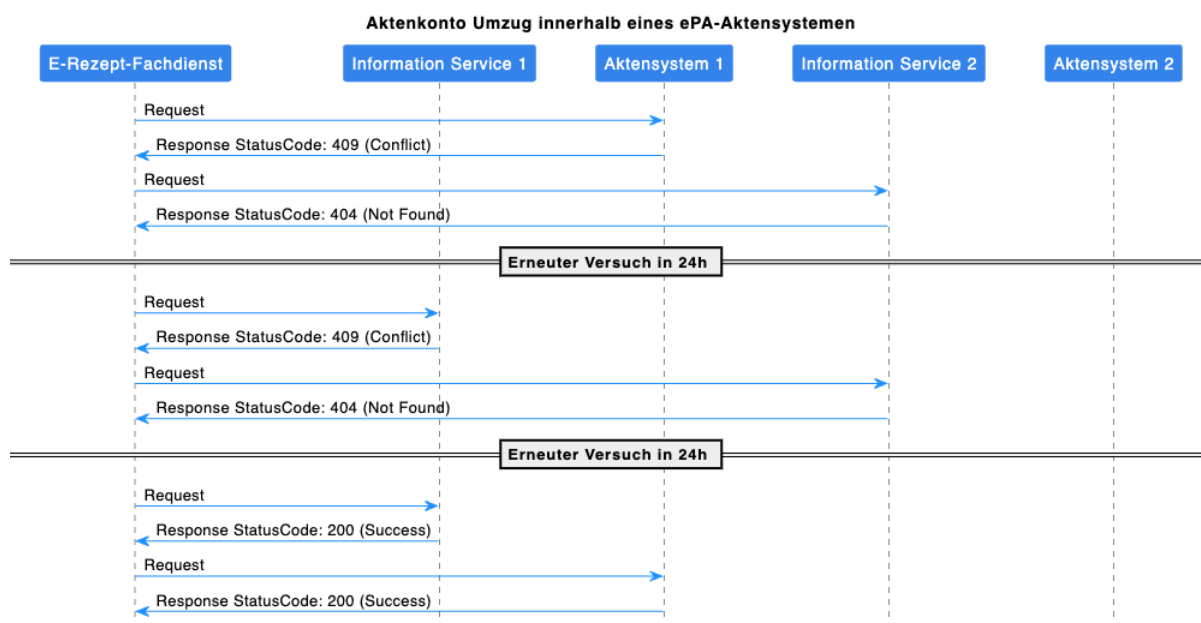 Aktenkonto Umzug innerhalb eines ePA-Aktensystemen
E-Rezept-Fachdienst
Information Service 1
Aktensystem 1
Information Service 2
Aktensystem 2
Request
Response StatusCode: 409 (Conflict)
Request
Response StatusCode: 404 (Not Found)
Erneuter Versuch in 24h
Request
Response StatusCode: 409 (Conflict)
Request
Response StatusCode: 404 (Not Found)
Erneuter Versuch in 24h
Request
Response StatusCode: 200 (Success)
Request
Response StatusCode: 200 (Success)